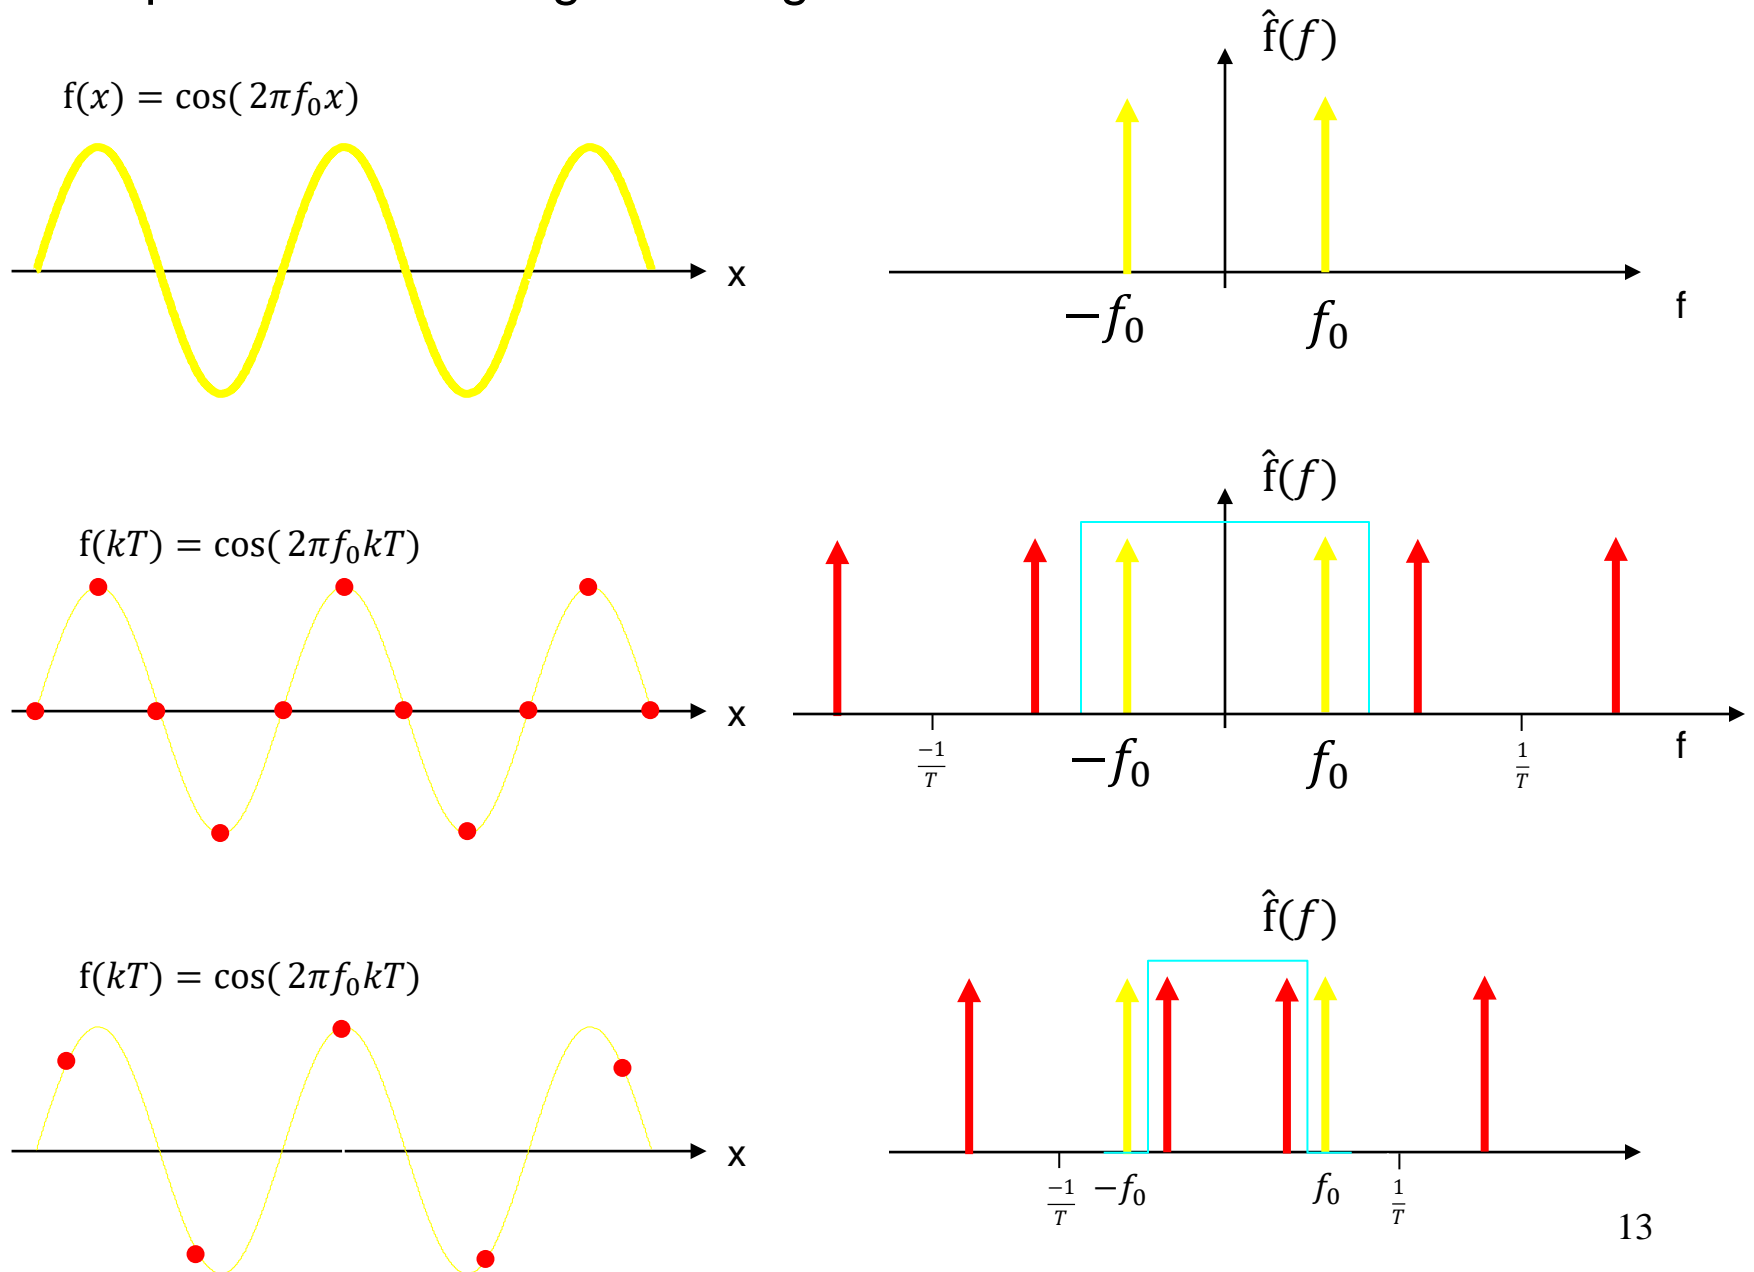 f̂(f)
f(x) = cos( 2πf₀x)
x
−f₀
f₀
f
f̂(f)
f(kT) = cos( 2πf₀kT)
x
−1/T
−f₀
f₀
1/T
f
f̂(f)
f(kT) = cos( 2πf₀kT)
x
−1/T
−f₀
f₀
1/T
13